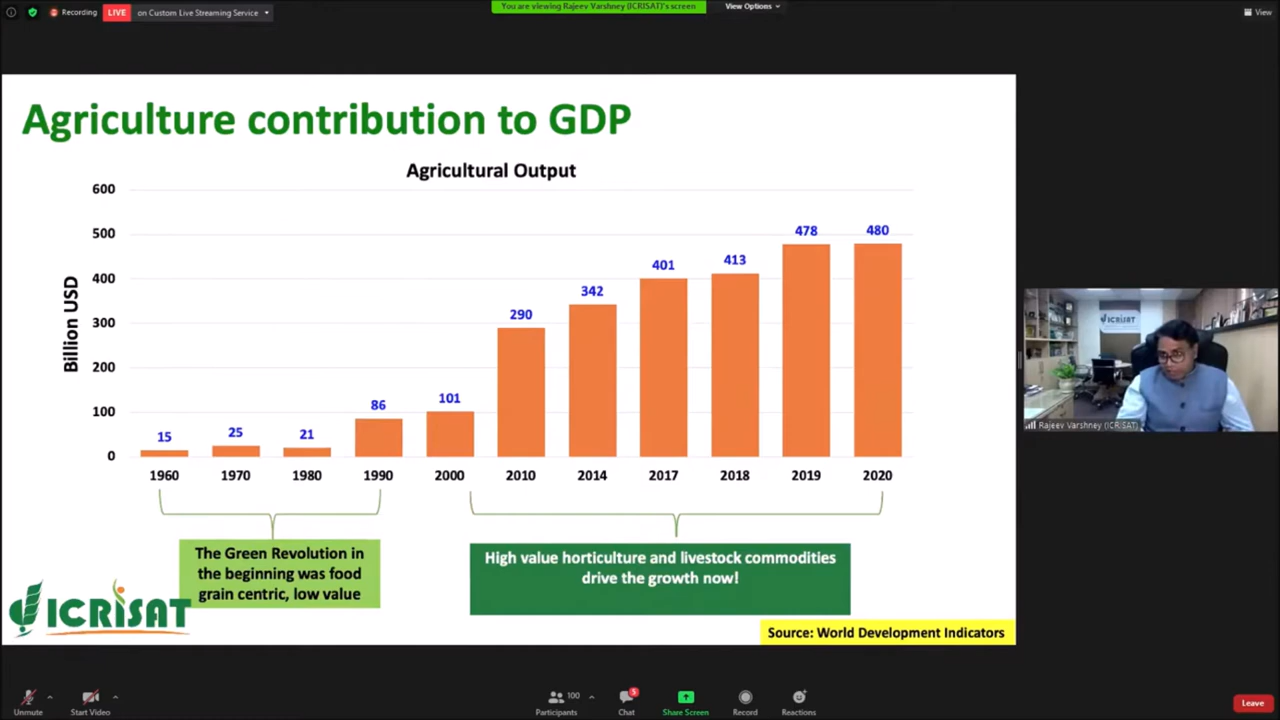 Recording
LIVE
on Custom Live Streaming Service
You are viewing Rajeev Varshney (ICRISAT)'s screen
View Options
View
Agriculture contribution to GDP
Agricultural Output
Billion USD
600
500
400
300
200
100
0
15
25
21
86
101
290
342
401
413
478
480
1960
1970
1980
1990
2000
2010
2014
2017
2018
2019
2020
The Green Revolution in
the beginning was food
grain centric, low value
High value horticulture and livestock commodities
drive the growth now!
ICRISAT
Source: World Development Indicators
ICRISAT
Rajeev Varshney (ICRISAT)
Unmute
Start Video
100
Participants
5
Chat
Share Screen
Record
Reactions
Leave